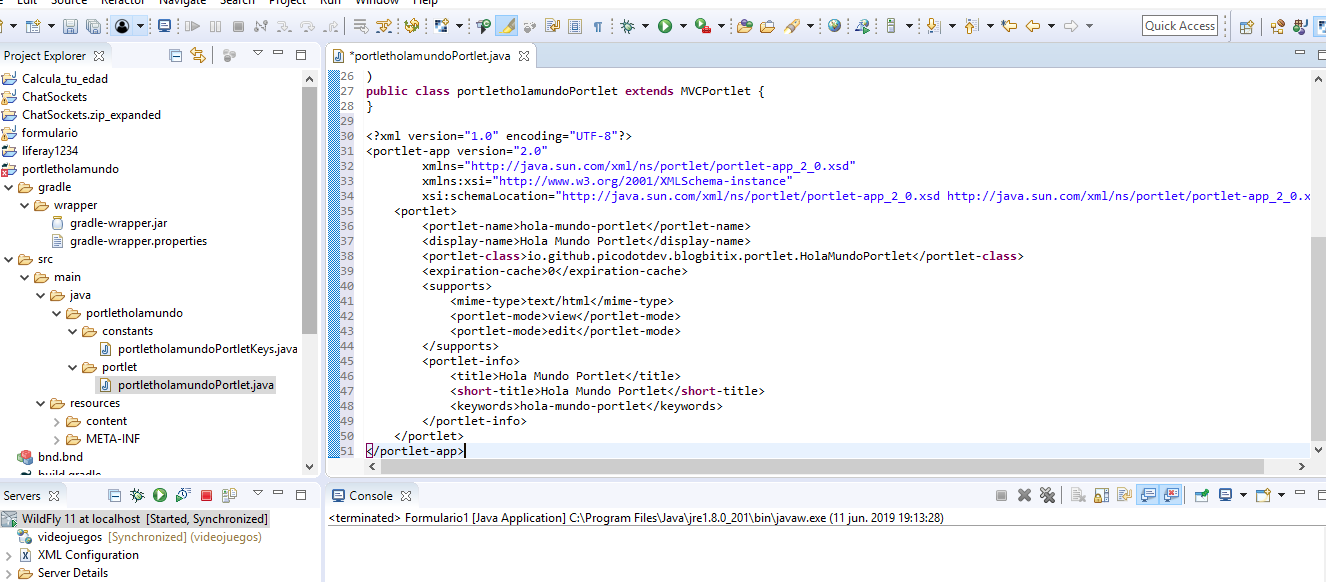 Edit Source Refactor Navigate Search Project Run Window Help
Quick Access
Project Explorer
Calcula_tu_edad
ChatSockets
ChatSockets.zip_expanded
formulario
liferay1234
portletholamundo
gradle
wrapper
gradle-wrapper.jar
gradle-wrapper.properties
src
main
java
portletholamundo
constants
portletholamundoPortletKeys.java
portlet
portletholamundoPortlet.java
resources
content
META-INF
bnd.bnd
build.gradle
*portletholamundoPortlet.java
26 )
27 public class portletholamundoPortlet extends MVCPortlet {
28 }
29
30 <?xml version="1.0" encoding="UTF-8"?>
31 <portlet-app version="2.0"
32 xmlns="http://java.sun.com/xml/ns/portlet/portlet-app_2_0.xsd"
33 xmlns:xsi="http://www.w3.org/2001/XMLSchema-instance"
34 xsi:schemaLocation="http://java.sun.com/xml/ns/portlet/portlet-app_2_0.xsd http://java.sun.com/xml/ns/portlet/portlet-app_2_0.x
35 <portlet>
36 <portlet-name>hola-mundo-portlet</portlet-name>
37 <display-name>Hola Mundo Portlet</display-name>
38 <portlet-class>io.github.picodotdev.blogbitix.portlet.HolaMundoPortlet</portlet-class>
39 <expiration-cache>0</expiration-cache>
40 <supports>
41 <mime-type>text/html</mime-type>
42 <portlet-mode>view</portlet-mode>
43 <portlet-mode>edit</portlet-mode>
44 </supports>
45 <portlet-info>
46 <title>Hola Mundo Portlet</title>
47 <short-title>Hola Mundo Portlet</short-title>
48 <keywords>hola-mundo-portlet</keywords>
49 </portlet-info>
50 </portlet>
51 </portlet-app>
Servers
WildFly 11 at localhost [Started, Synchronized]
videojuegos [Synchronized] (videojuegos)
XML Configuration
Server Details
Console
<terminated> Formulario1 [Java Application] C:\Program Files\Java\jre1.8.0_201\bin\javaw.exe (11 jun. 2019 19:13:28)